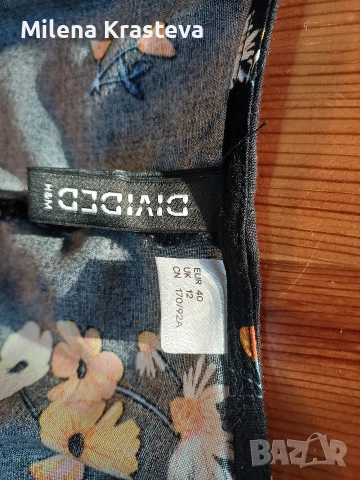 Milena Krasteva
DIVIDED
H&M
EUR 40
UK 12
CN 170/92A
BAZAR